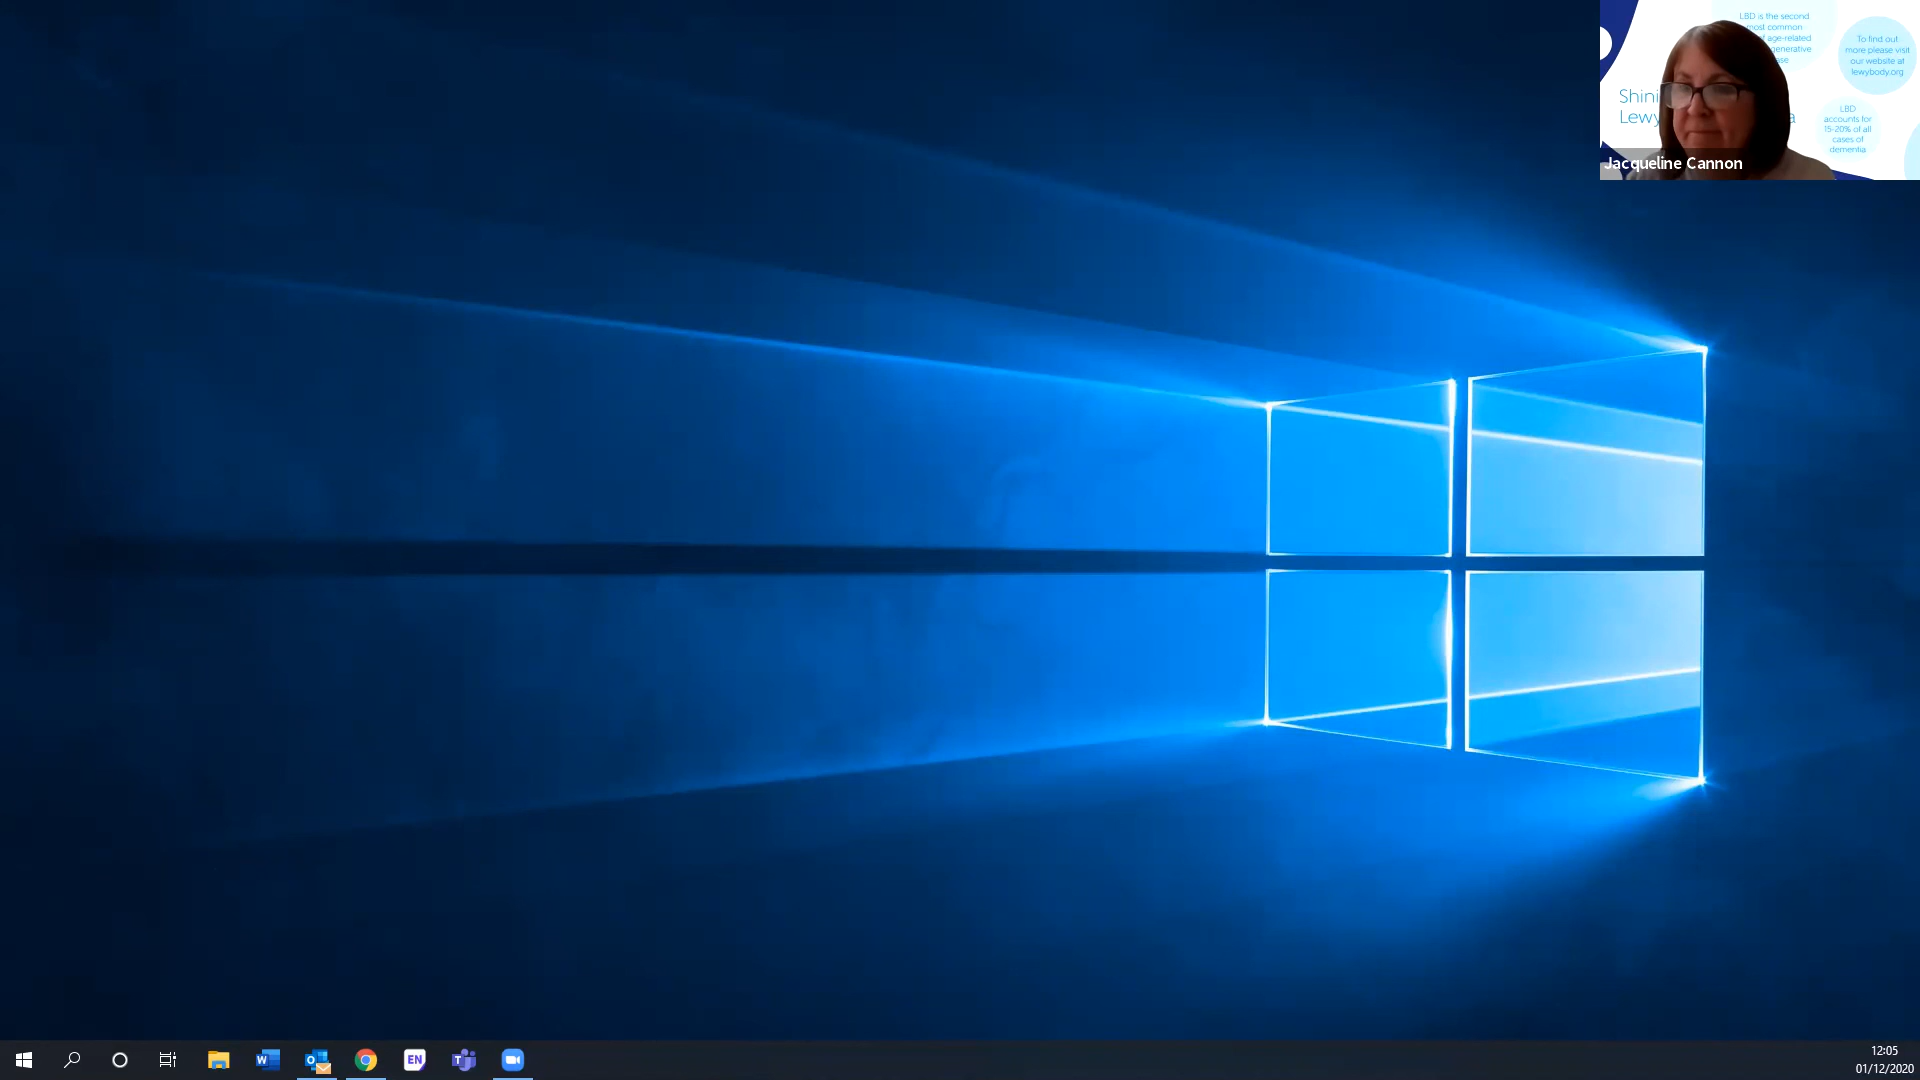 LBD is the second
most common
age-related
To find out
more please visit
our website at
lewybody.org
Shini
Lewy
a
LBD
accounts for
15-20% of all
cases of
dementia
Jacqueline Cannon
EN
12:05
01/12/2020